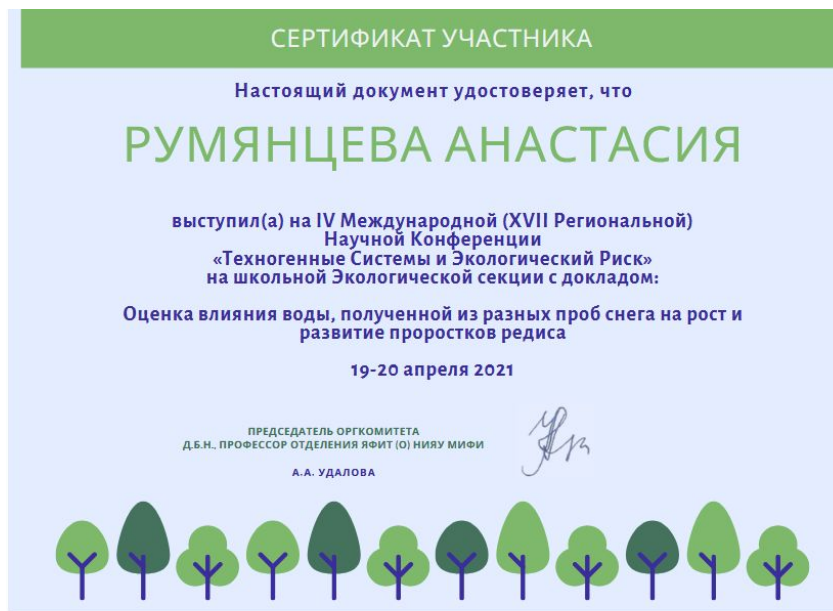 СЕРТИФИКАТ УЧАСТНИКА
Настоящий документ удостоверяет, что
РУМЯНЦЕВА АНАСТАСИЯ
выступил(а) на IV Международной (XVII Региональной)
Научной Конференции
«Техногенные Системы и Экологический Риск»
на школьной Экологической секции с докладом:
Оценка влияния воды, полученной из разных проб снега на рост и
развитие проростков редиса
19-20 апреля 2021
ПРЕДСЕДАТЕЛЬ ОРГКОМИТЕТА
Д.Б.Н., ПРОФЕССОР ОТДЕЛЕНИЯ ЯФИТ (О) НИЯУ МИФИ
А.А. УДАЛОВА